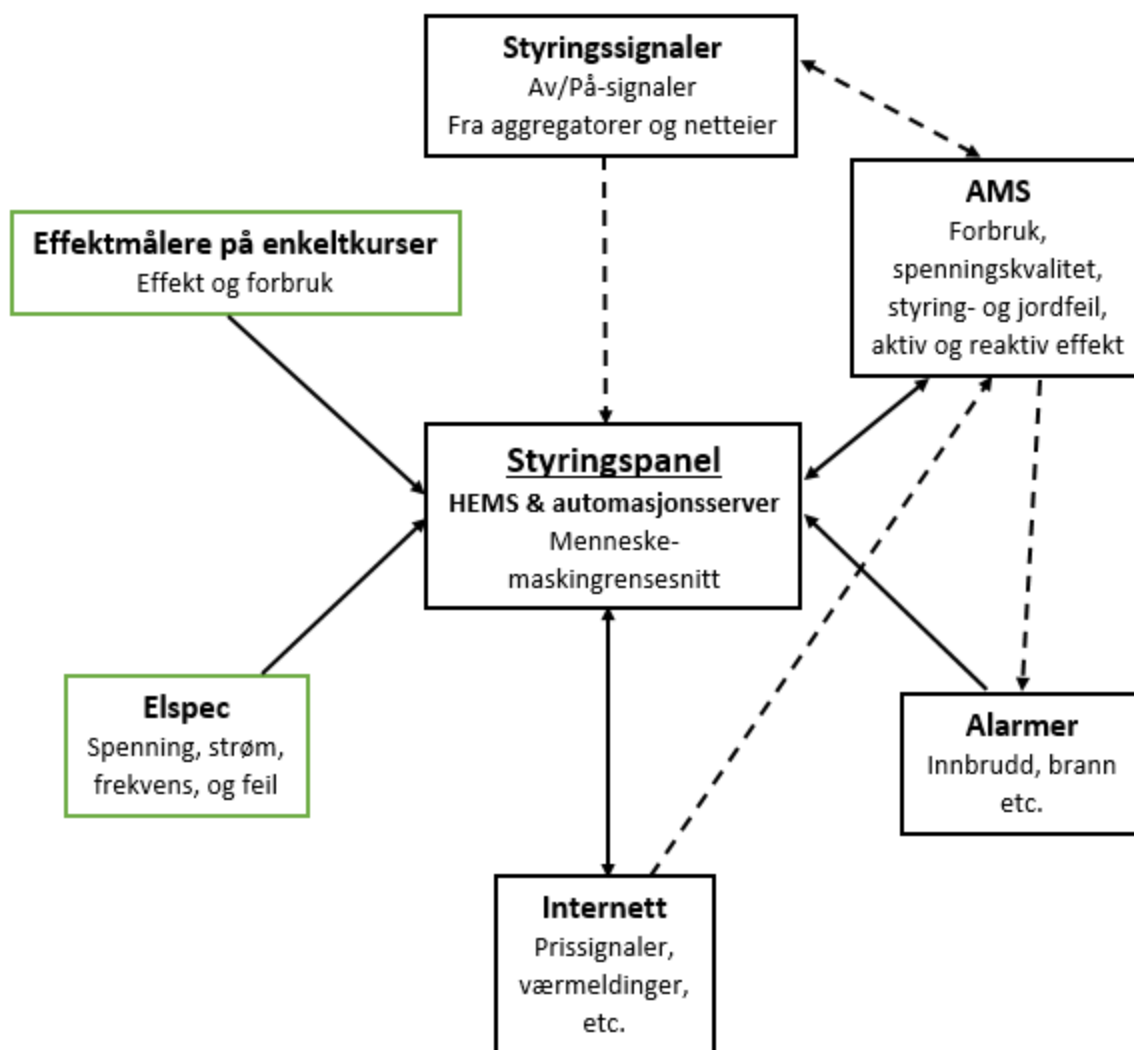 Styringssignaler
Av/På-signaler
Fra aggregatorer og netteier
AMS
Forbruk,
spenningskvalitet,
styring- og jordfeil,
aktiv og reaktiv effekt
Effektmålere på enkeltkurser
Effekt og forbruk
Styringspanel
HEMS & automasjonsserver
Menneske-
maskingrensesnitt
Elspec
Spenning, strøm,
frekvens, og feil
Alarmer
Innbrudd, brann
etc.
Internett
Prissignaler,
værmeldinger,
etc.